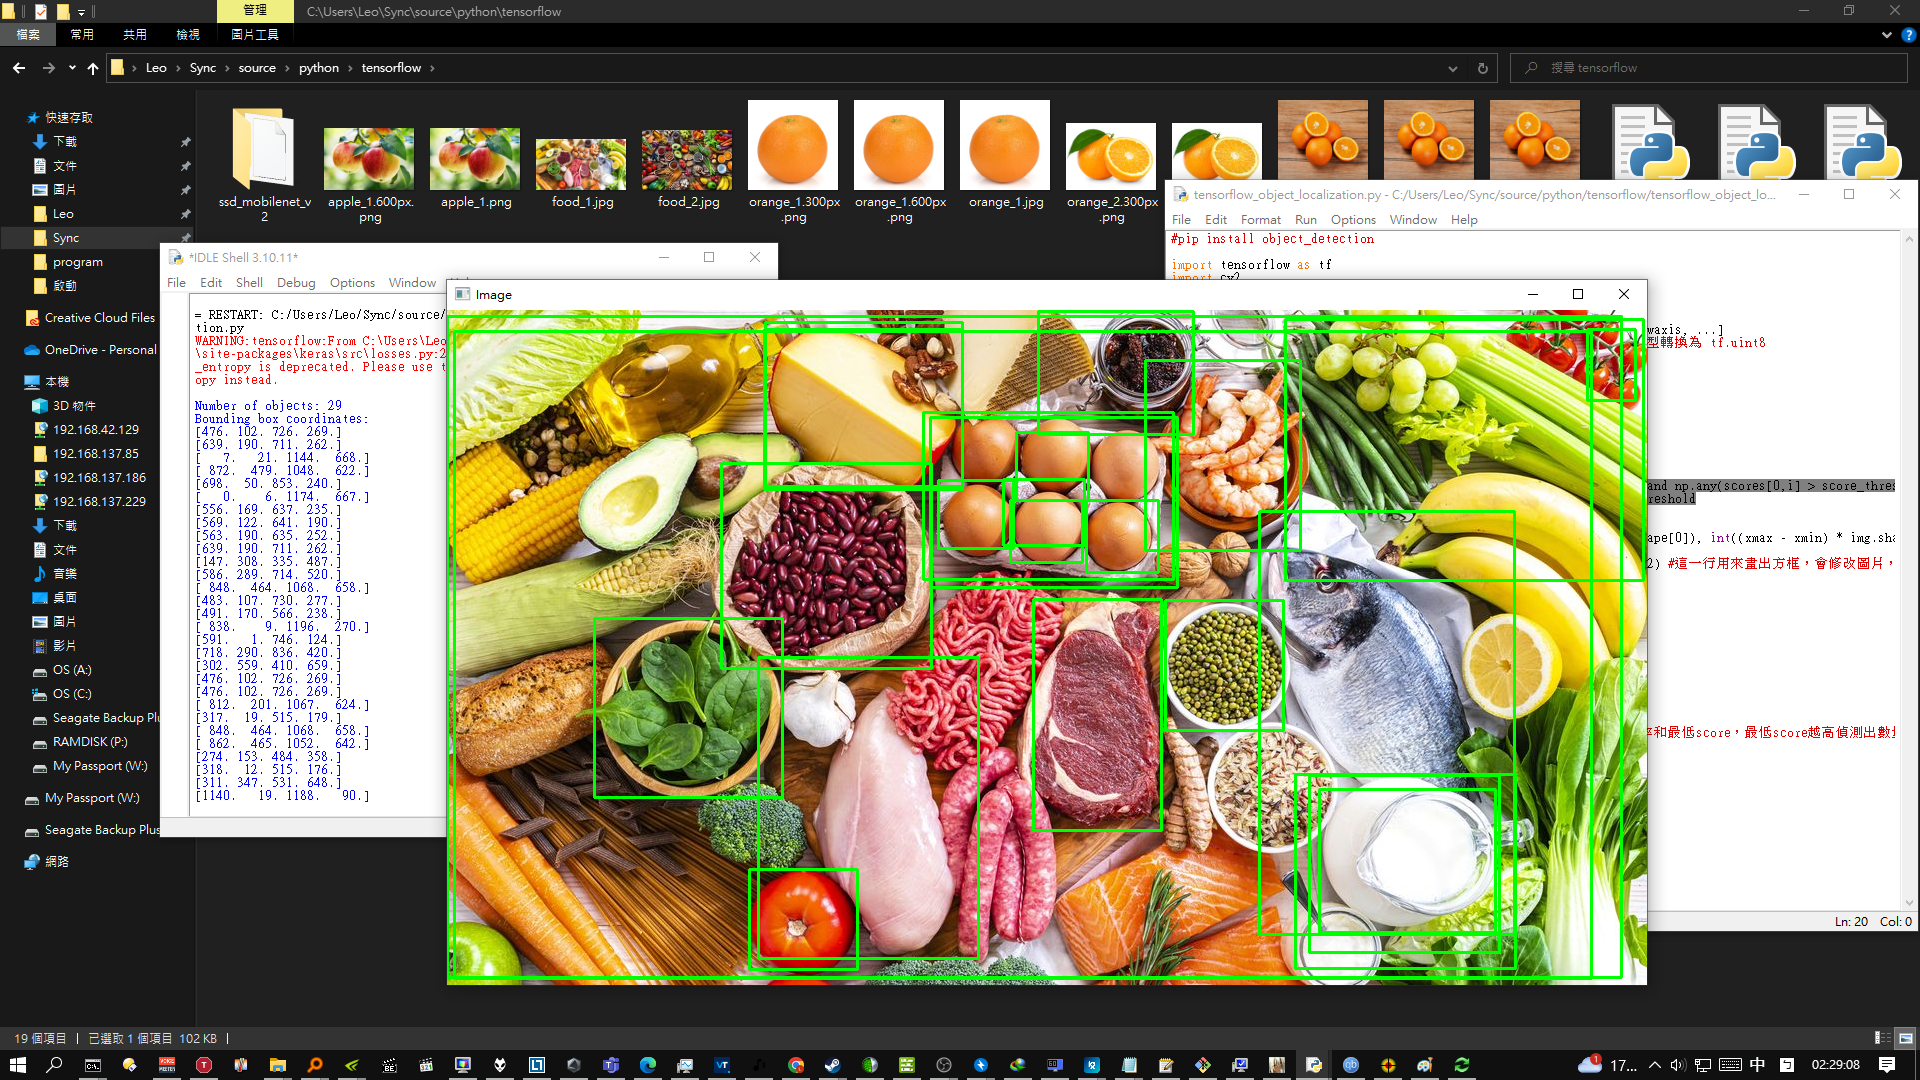 管理
C:\Users\Leo\Sync\source\python\tensorflow
檔案 常用 共用 檢視 圖片工具
Leo Sync source python tensorflow
搜尋 tensorflow
快速存取
下載
文件
圖片
Leo
Sync
program
啟動
Creative Cloud Files
OneDrive - Personal
本機
3D 物件
192.168.42.129
192.168.137.85
192.168.137.186
192.168.137.229
下載
文件
音樂
桌面
圖片
影片
OS (A:)
OS (C:)
Seagate Backup Plu
RAMDISK (P:)
My Passport (W:)
My Passport (W:)
Seagate Backup Plus
網路
ssd_mobilenet_v2
apple_1.600px.png
apple_1.png
food_1.jpg
food_2.jpg
orange_1.300px.png
orange_1.600px.png
orange_1.jpg
orange_2.300px.png
tensorflow_object_localization.py - C:/Users/Leo/Sync/source/python/tensorflow/tensorflow_object_lo...
File Edit Format Run Options Window Help
#pip install object_detection
import tensorflow as tf
import cv2
waxis, ...]
型轉換為 tf.uint8
and np.any(scores[0,i] > score_thres
reshold
ape[0]), int((xmax - xmin) * img.sha
2) #這一行用來畫出方框，會修改圖片，
和最低score，最低score越高偵測出數
Ln: 20 Col: 0
*IDLE Shell 3.10.11*
File Edit Shell Debug Options Window
= RESTART: C:/Users/Leo/Sync/source/
tion.py
WARNING:tensorflow:From C:\Users\Leo
\site-packages\keras\src\losses.py:2
_entropy is deprecated. Please use t
opy instead.
Number of objects: 29
Bounding box coordinates:
[476. 102. 726. 269.]
[639. 190. 711. 262.]
[   7.   21. 1144.  668.]
[ 872.  479. 1048.  622.]
[698.  50. 853. 240.]
[   0.    6. 1174.  667.]
[556. 169. 637. 235.]
[569. 122. 641. 190.]
[563. 190. 635. 252.]
[639. 190. 711. 262.]
[147. 308. 335. 487.]
[586. 289. 714. 520.]
[ 848.  464. 1068.  658.]
[483. 107. 730. 277.]
[491. 170. 566. 238.]
[ 838.    9. 1196.  270.]
[591.   1. 746. 124.]
[718. 290. 836. 420.]
[302. 559. 410. 659.]
[476. 102. 726. 269.]
[476. 102. 726. 269.]
[ 812.  201. 1067.  624.]
[317.  19. 515. 179.]
[ 848.  464. 1068.  658.]
[ 862.  465. 1052.  642.]
[274. 153. 484. 358.]
[318.  12. 515. 176.]
[311. 347. 531. 648.]
[1140.   19. 1188.   90.]
Image
19 個項目 已選取 1 個項目 102 KB
17... 中 02:29:08